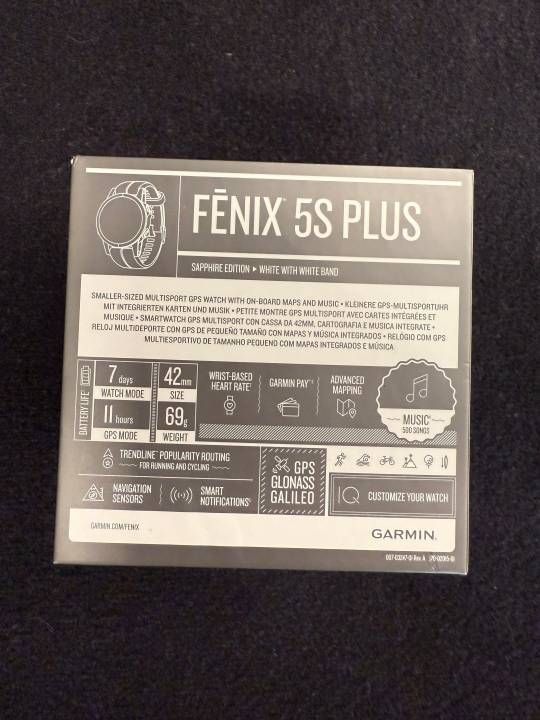 FĒNIX™ 5S PLUS
SAPPHIRE EDITION ▸ WHITE WITH WHITE BAND
SMALLER-SIZED MULTISPORT GPS WATCH WITH ON-BOARD MAPS AND MUSIC • KLEINERE GPS-MULTISPORTUHR
MIT INTEGRIERTEN KARTEN UND MUSIK • PETITE MONTRE GPS MULTISPORT AVEC CARTES INTÉGRÉES ET
MUSIQUE • SMARTWATCH GPS MULTISPORT CON CASSA DA 42MM, CARTOGRAFIA E MUSICA INTEGRATE •
RELOJ MULTIDEPORTE CON GPS DE PEQUEÑO TAMAÑO CON MAPAS Y MÚSICA INTEGRADOS • RELÓGIO COM GPS
MULTIESPORTIVO DE TAMANHO PEQUENO COM MAPAS INTEGRADOS E MÚSICA.
BATTERY LIFE
7 days
WATCH MODE
11 hours
GPS MODE
42mm
SIZE
69g
WEIGHT
WRIST-BASED
HEART RATE
GARMIN PAY
ADVANCED
MAPPING
MUSIC
500 SONGS
TRENDLINE POPULARITY ROUTING
FOR RUNNING AND CYCLING
NAVIGATION
SENSORS
SMART
NOTIFICATIONS
GPS
GLONASS
GALILEO
IQ CUSTOMIZE YOUR WATCH
GARMIN.COM/FENIX
GARMIN